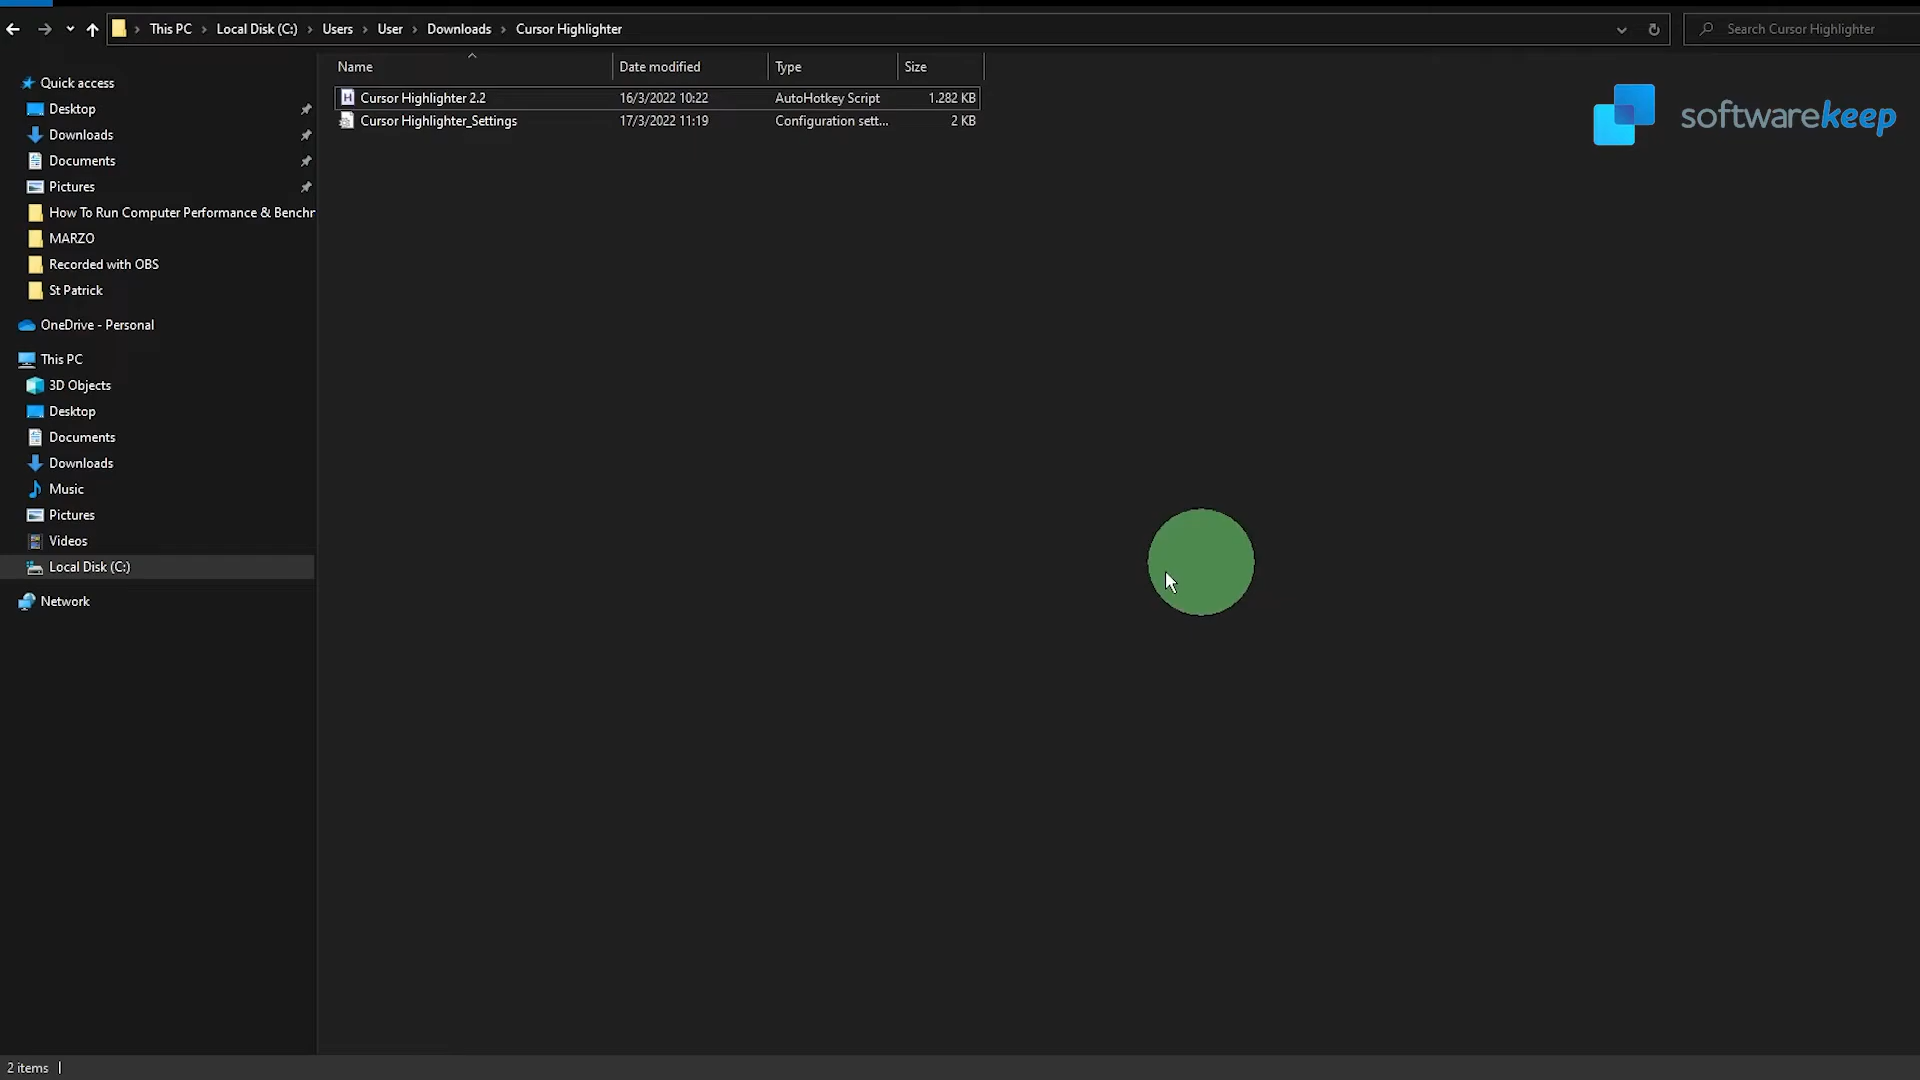 This PC > Local Disk (C:) > Users > User > Downloads > Cursor Highlighter
Search Cursor Highlighter
Name Date modified Type Size
Cursor Highlighter 2.2 16/3/2022 10:22 AutoHotkey Script 1.282 KB
Cursor Highlighter_Settings 17/3/2022 11:19 Configuration sett... 2 KB
softwarekeep
Quick access
Desktop
Downloads
Documents
Pictures
How To Run Computer Performance & Bench
MARZO
Recorded with OBS
St Patrick
OneDrive - Personal
This PC
3D Objects
Desktop
Documents
Downloads
Music
Pictures
Videos
Local Disk (C:)
Network
2 items